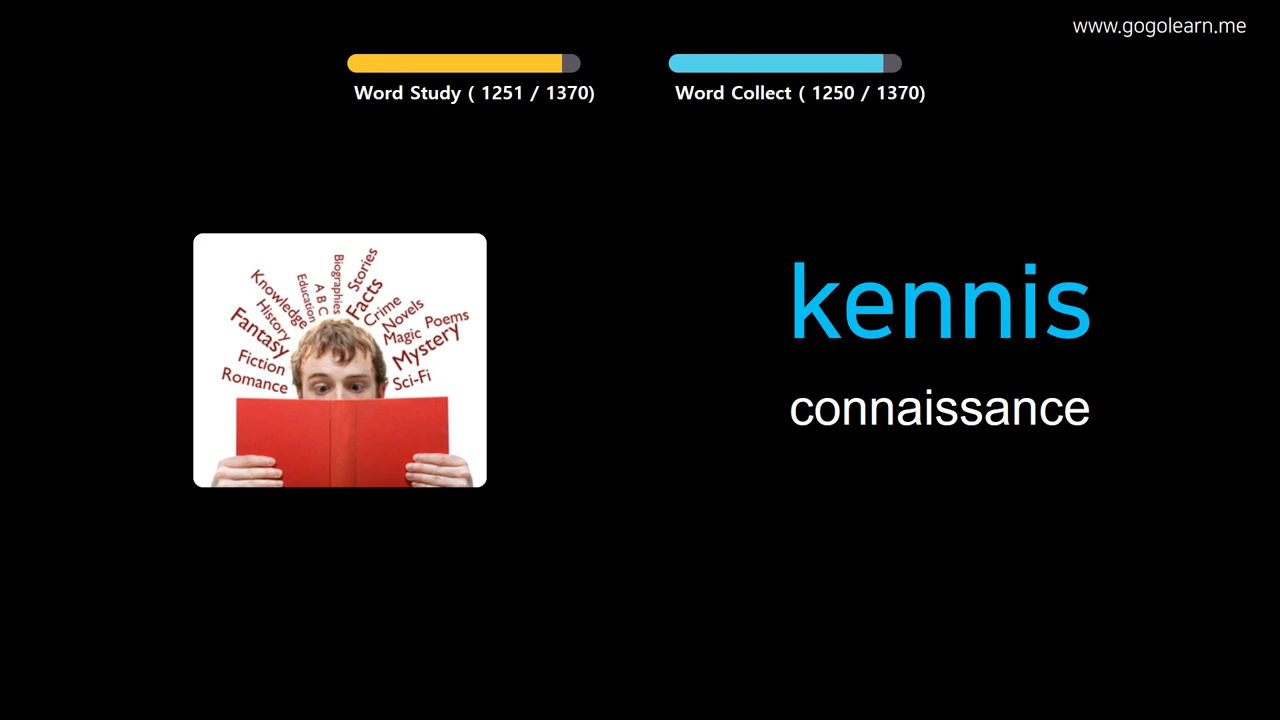 www.gogolearn.me
Word Study ( 1251 / 1370)
Word Collect ( 1250 / 1370)
Knowledge
History
Fantasy
Fiction
Romance
Education
A B C
Biographies
Stories
Facts
Crime
Novels
Magic
Poems
Mystery
Sci-Fi
kennis
connaissance